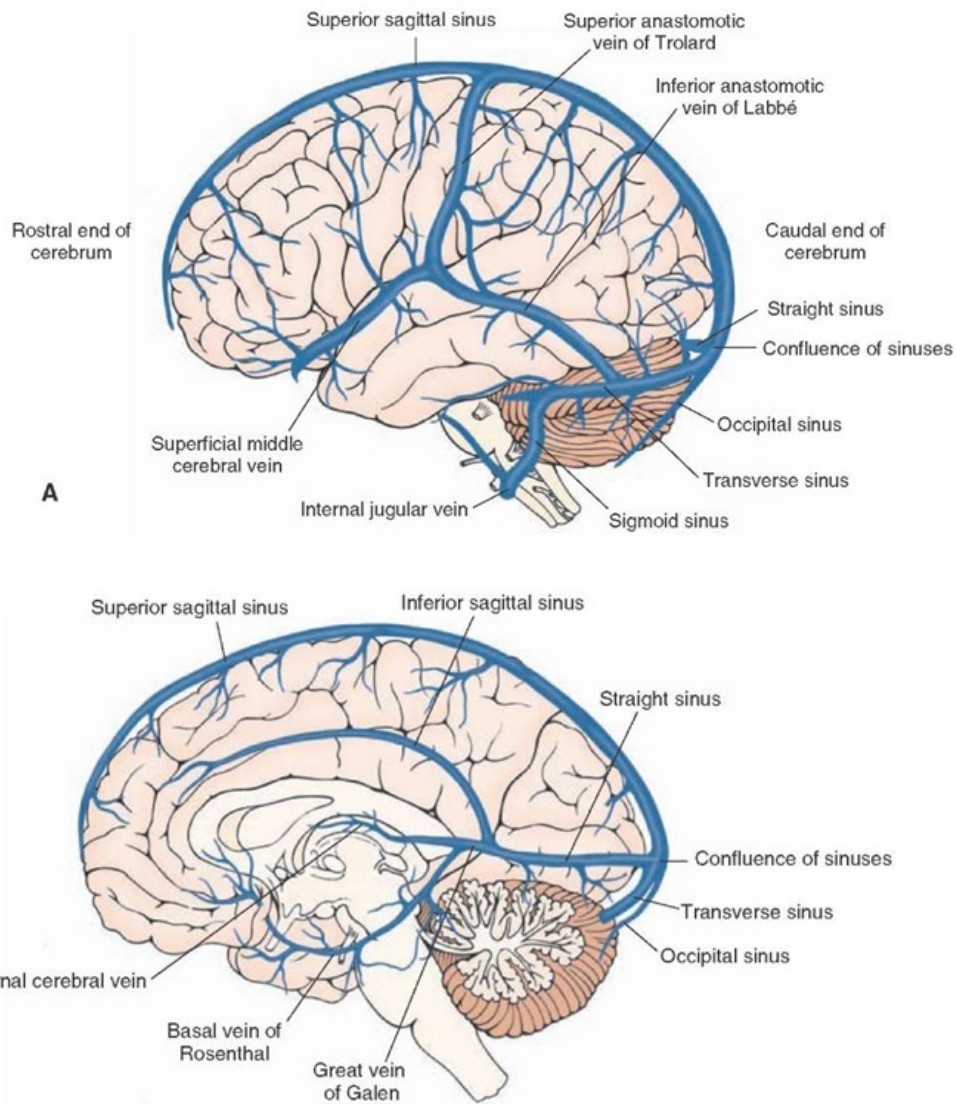 Superior sagittal sinus
Superior anastomotic
vein of Trolard
Inferior anastomotic
vein of Labbé
Rostral end of
cerebrum
Caudal end of
cerebrum
Straight sinus
Confluence of sinuses
Occipital sinus
Superficial middle
cerebral vein
Transverse sinus
A
Internal jugular vein
Sigmoid sinus
Superior sagittal sinus
Inferior sagittal sinus
Straight sinus
Confluence of sinuses
Transverse sinus
Occipital sinus
nal cerebral vein
Basal vein of
Rosenthal
Great vein
of Galen